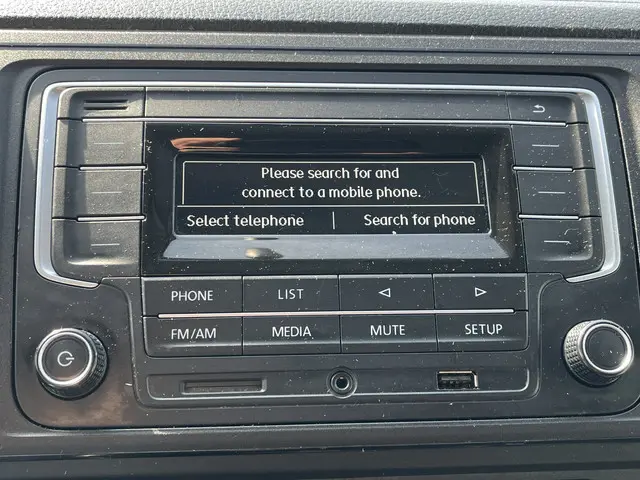 Please search for and
connect to a mobile phone.
Select telephone | Search for phone
PHONE LIST
FM/AM MEDIA MUTE SETUP